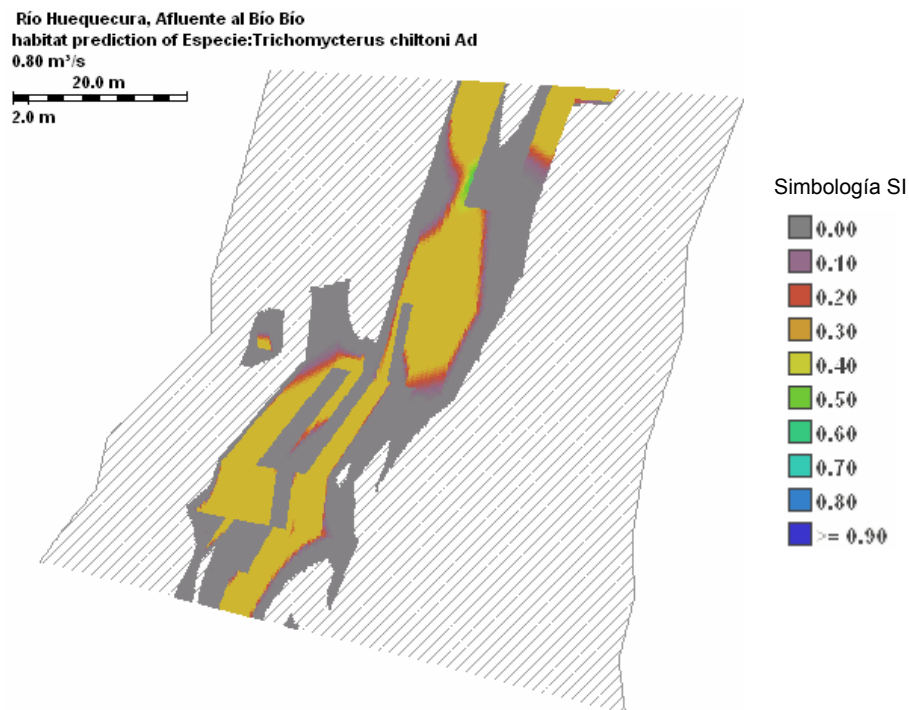 Río Huequecura, Afluente al Bío Bío
habitat prediction of Especie:Trichomycterus chiltoni Ad
0.80 m³/s
20.0 m
2.0 m
Simbología SI
0.00
0.10
0.20
0.30
0.40
0.50
0.60
0.70
0.80
>= 0.90